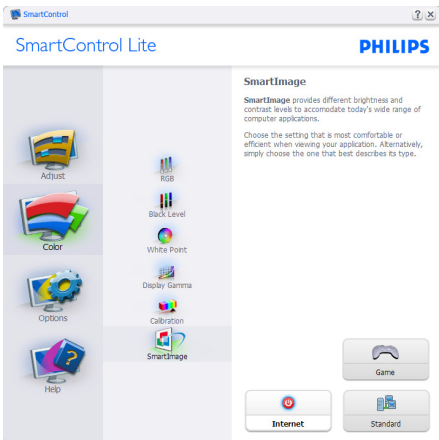 SmartControl
SmartControl Lite
PHILIPS
Adjust
Color
Options
Help
RGB
Black Level
White Point
Display Gamma
Calibration
SmartImage
SmartImage
SmartImage provides different brightness and
contrast levels to accomodate today's wide range of
computer applications.
Choose the setting that is most comfortable or
efficient when viewing your application. Alternatively,
simply choose the one that best describes its type.
Game
Internet
Standard